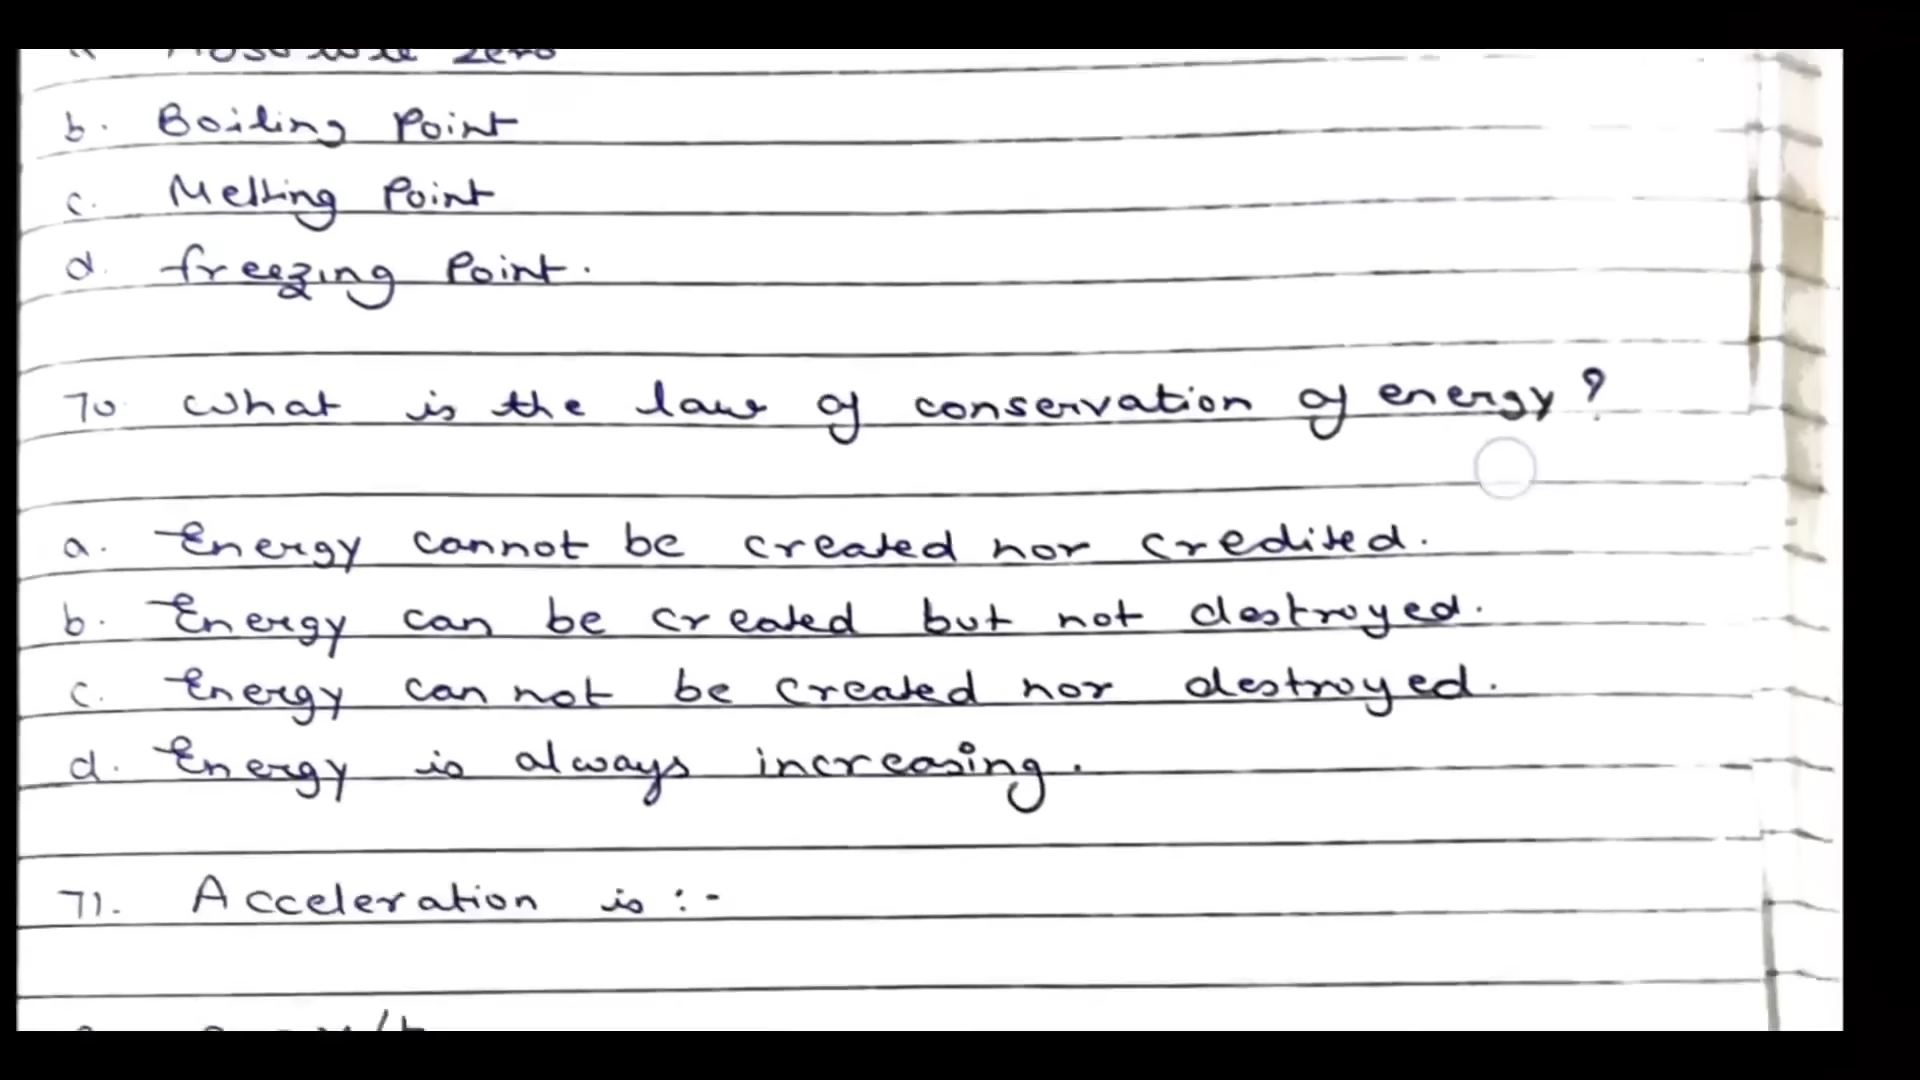 zero
b. Boiling Point
c. Melting Point
d. freezing Point.
70. What is the law of conservation of energy?
a. Energy cannot be created nor credited.
b. Energy can be created but not destroyed.
c. Energy can not be created nor destroyed.
d. Energy is always increasing.
71. Acceleration is :-